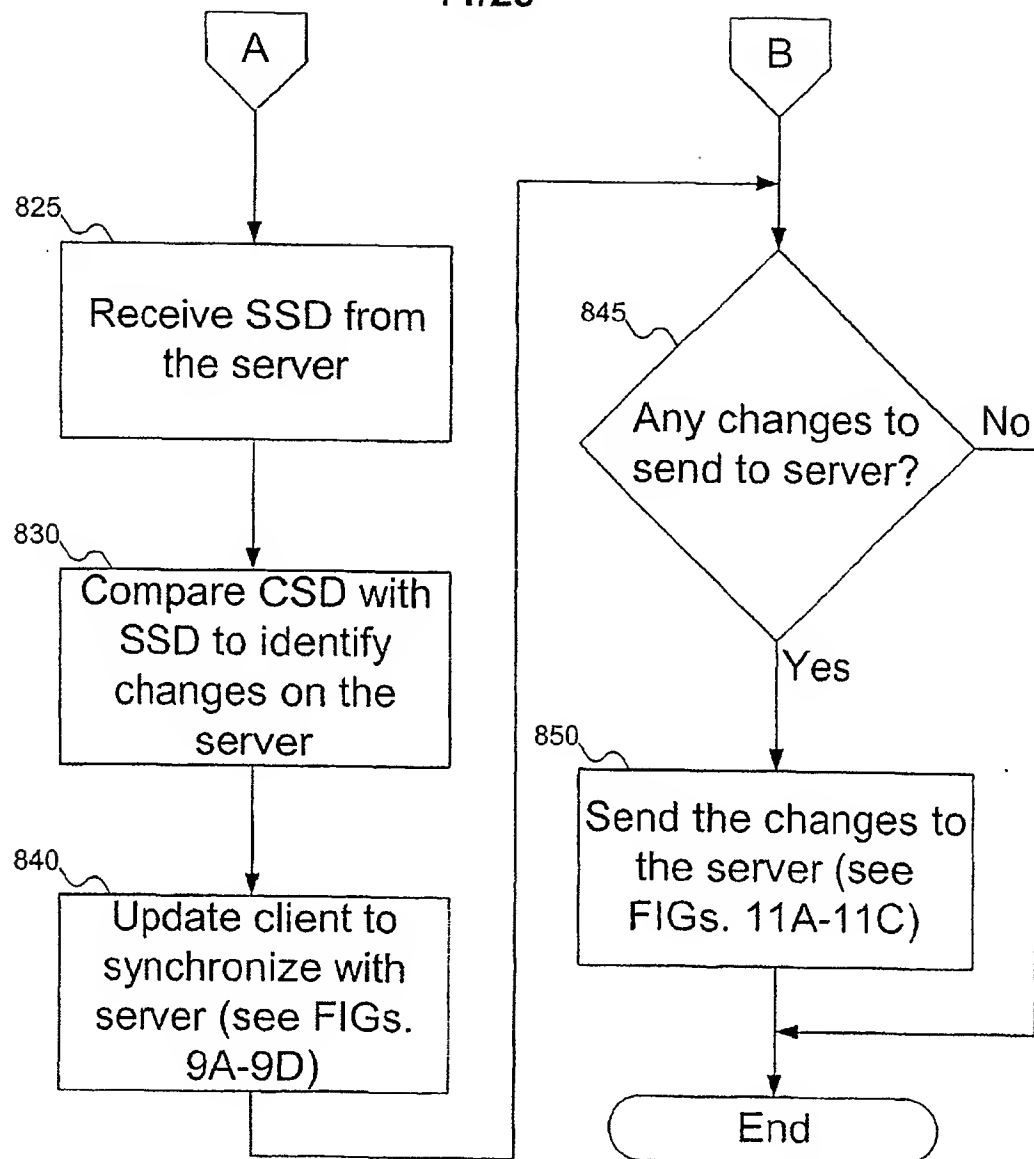 A
825
Receive SSD from
the server
830
Compare CSD with
SSD to identify
changes on the
server
840
Update client to
synchronize with
server (see FIGs.
9A-9D)
B
845
Any changes to
send to server?
No
Yes
850
Send the changes to
the server (see
FIGs. 11A-11C)
End